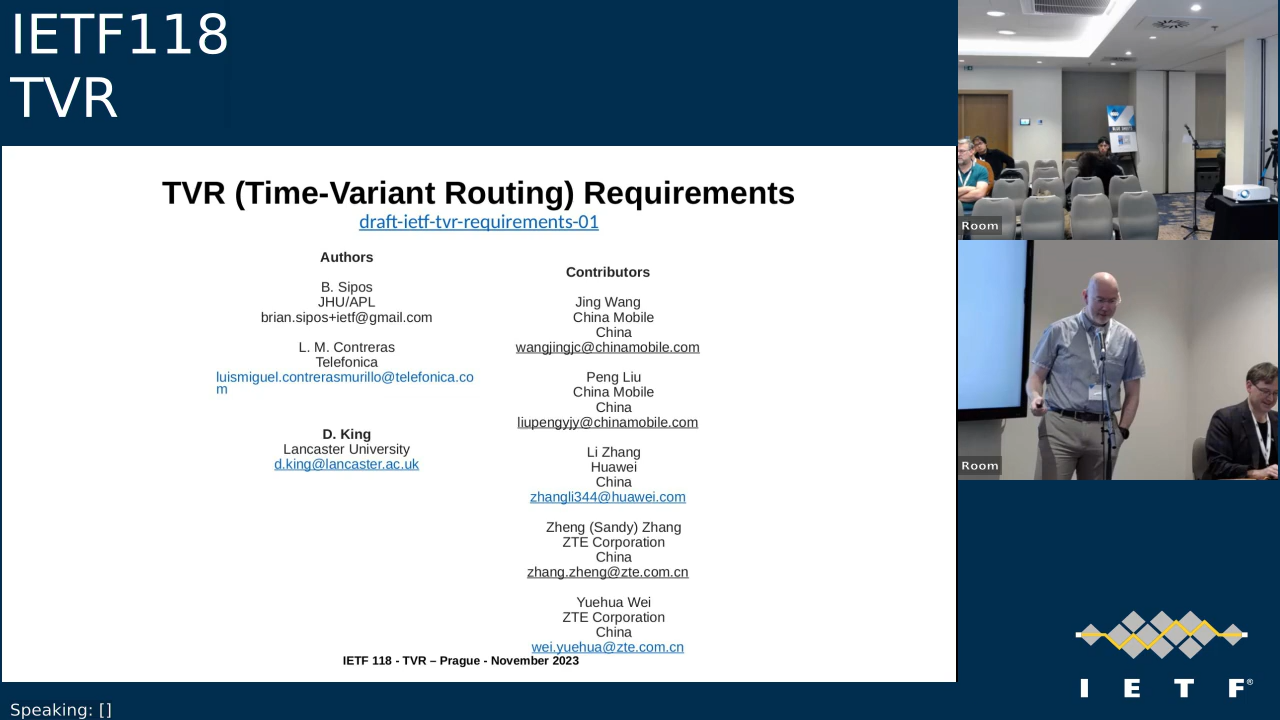 IETF118
TVR
TVR (Time-Variant Routing) Requirements
draft-ietf-tvr-requirements-01
Authors
B. Sipos
JHU/APL
brian.sipos+ietf@gmail.com
L. M. Contreras
Telefonica
luismiguel.contrerasmurillo@telefonica.co
m
D. King
Lancaster University
d.king@lancaster.ac.uk
Contributors
Jing Wang
China Mobile
China
wangjingjc@chinamobile.com
Peng Liu
China Mobile
China
liupengyjy@chinamobile.com
Li Zhang
Huawei
China
zhangli344@huawei.com
Zheng (Sandy) Zhang
ZTE Corporation
China
zhang.zheng@zte.com.cn
Yuehua Wei
ZTE Corporation
China
wei.yuehua@zte.com.cn
IETF 118 - TVR – Prague - November 2023
Room
Room
I E T F®
Speaking: []